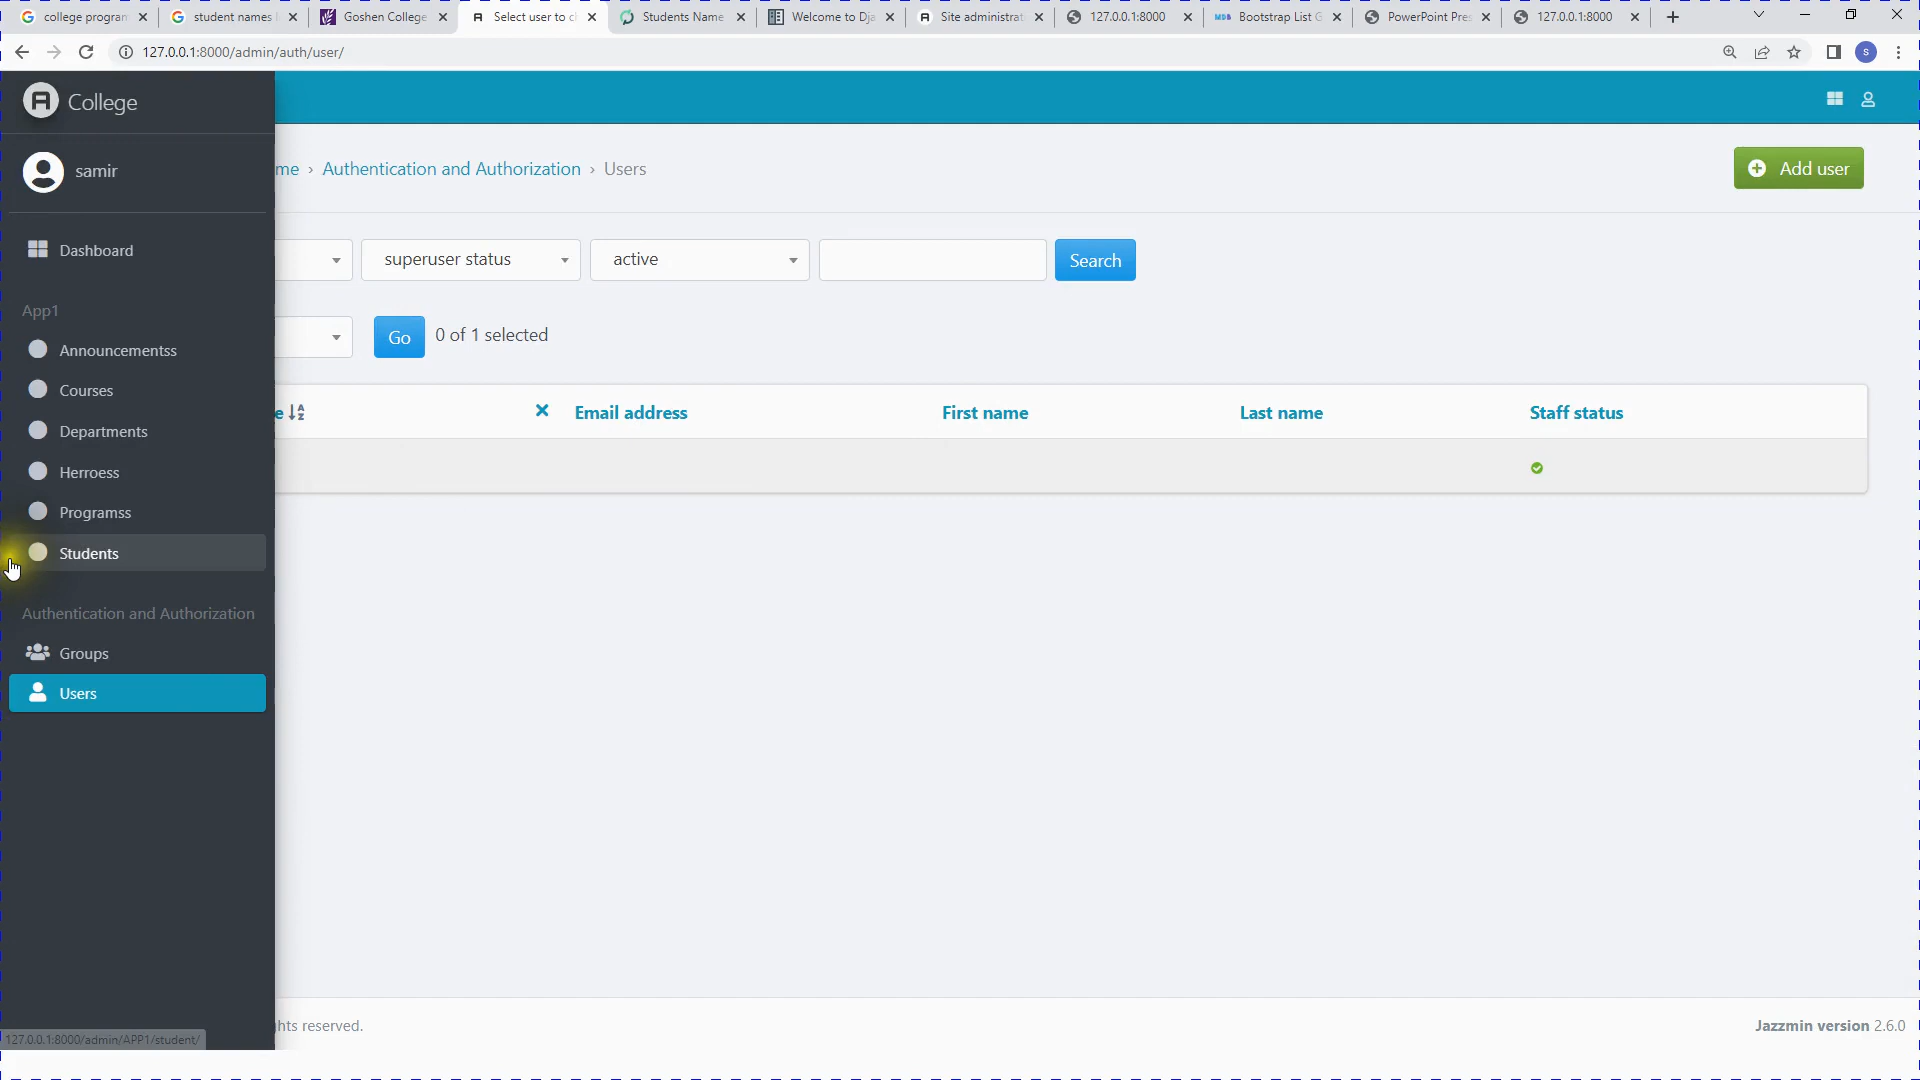 college program
student names
Goshen College
Select user to ch
Students Name
Welcome to Dja
Site administrat
127.0.0.1:8000
Bootstrap List G
PowerPoint Pres
127.0.0.1:8000
127.0.0.1:8000/admin/auth/user/
S
College
samir
me › Authentication and Authorization › Users
Add user
Dashboard
superuser status
active
Search
App1
Go
0 of 1 selected
Announcementss
Courses
e
Email address
First name
Last name
Staff status
Departments
Herroess
Programss
Students
Authentication and Authorization
Groups
Users
hts reserved.
Jazzmin version 2.6.0
127.0.0.1:8000/admin/APP1/student/